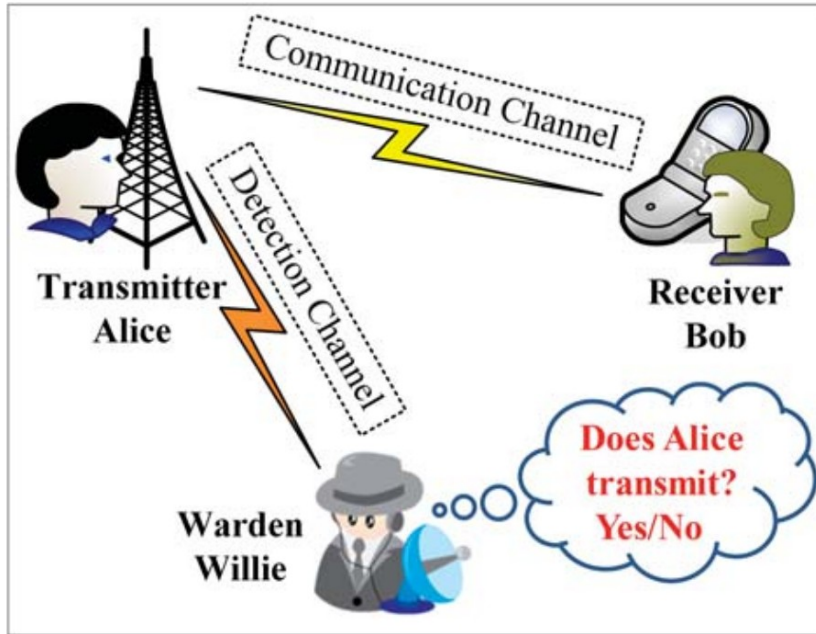 Communication Channel
Detection Channel
Transmitter
Alice
Receiver
Bob
Warden
Willie
Does Alice
transmit?
Yes/No